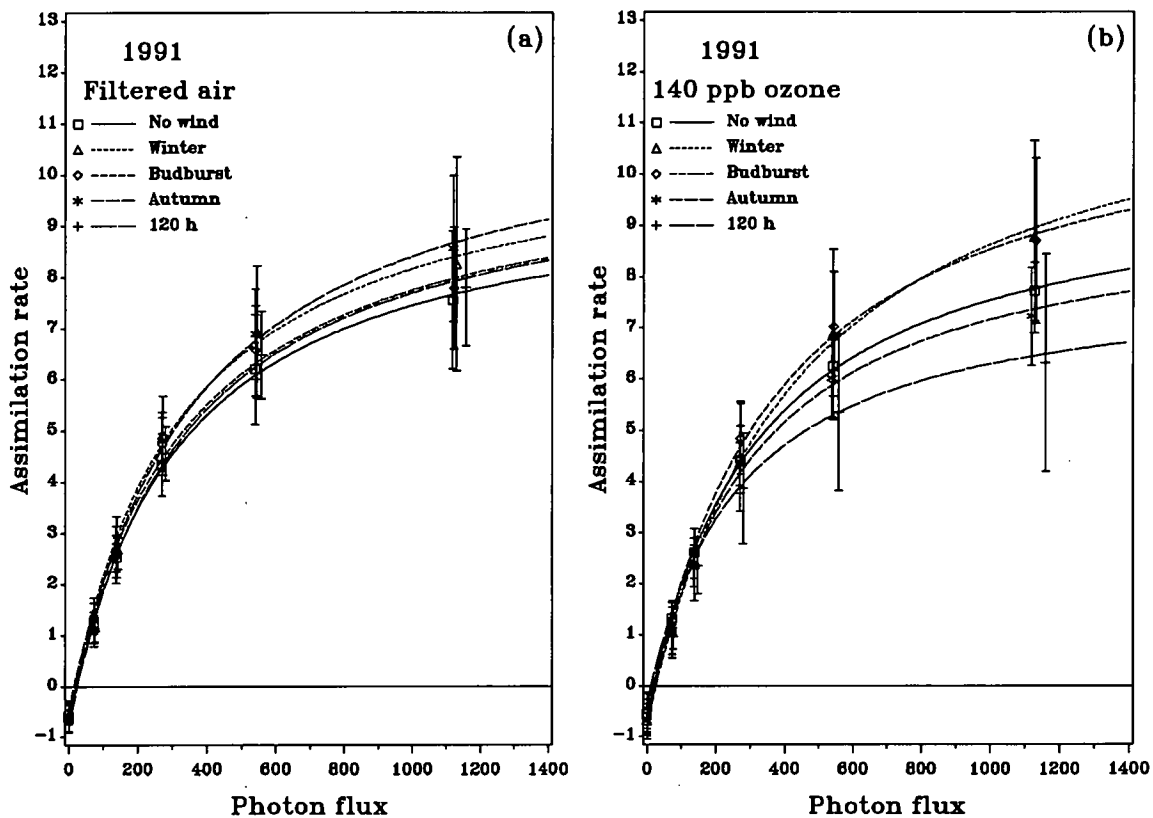 (a)
1991
Filtered air
No wind
Winter
Budburst
Autumn
120 h
13
12
11
10
9
8
7
6
5
4
3
2
1
0
-1
Assimilation rate
0 200 400 600 800 1000 1200 1400
Photon flux
(b)
1991
140 ppb ozone
No wind
Winter
Budburst
Autumn
120 h
13
12
11
10
9
8
7
6
5
4
3
2
1
0
-1
Assimilation rate
0 200 400 600 800 1000 1200 1400
Photon flux